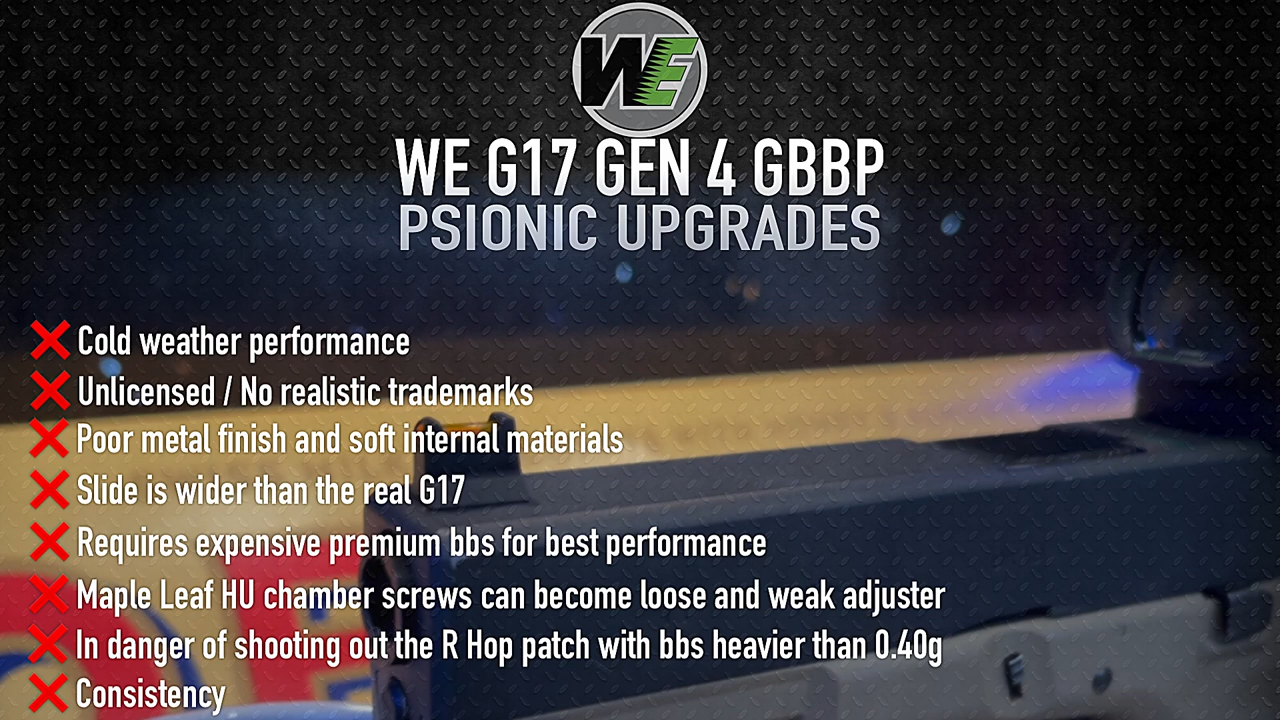 WE
WE G17 GEN 4 GBBP
PSIONIC UPGRADES
Cold weather performance
Unlicensed / No realistic trademarks
Poor metal finish and soft internal materials
Slide is wider than the real G17
Requires expensive premium bbs for best performance
Maple Leaf HU chamber screws can become loose and weak adjuster
In danger of shooting out the R Hop patch with bbs heavier than 0.40g
Consistency